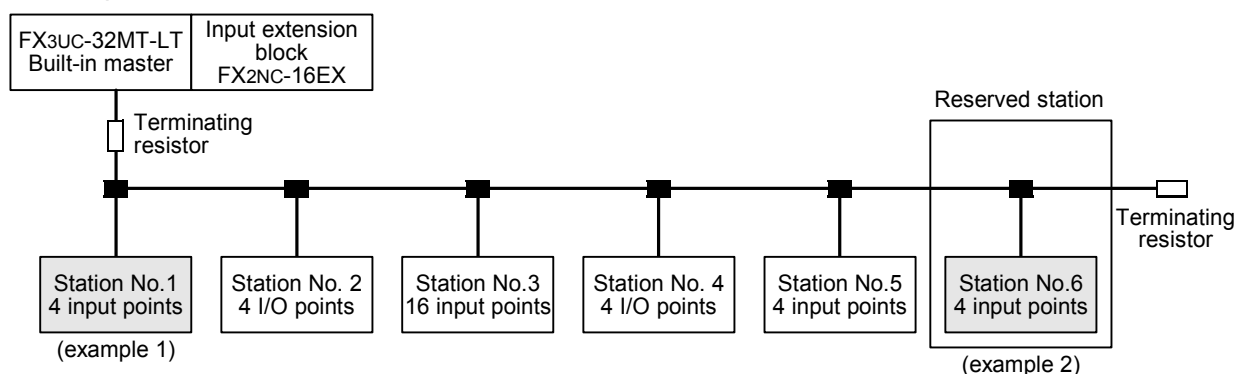 FX3UC-32MT-LT
Built-in master
Input extension
block
FX2NC-16EX
Terminating
resistor
Reserved station
Terminating
resistor
Station No.1
4 input points
(example 1)
Station No. 2
4 I/O points
Station No.3
16 input points
Station No. 4
4 I/O points
Station No.5
4 input points
Station No.6
4 input points
(example 2)